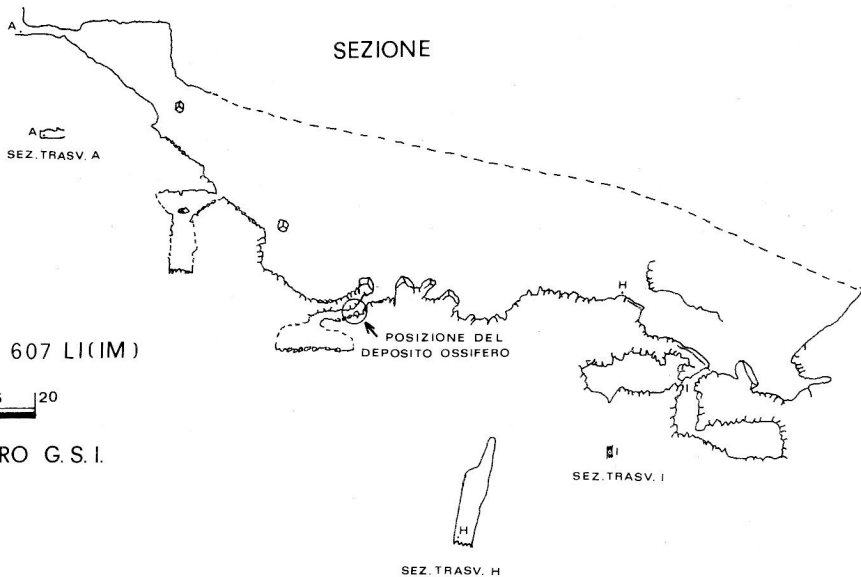 SEZIONE
A
A
SEZ. TRASV. A
H
POSIZIONE DEL
DEPOSITO OSSIFERO
607 LI(IM)
20
RO G. S. I.
I
I
SEZ. TRASV. I
H
SEZ. TRASV. H